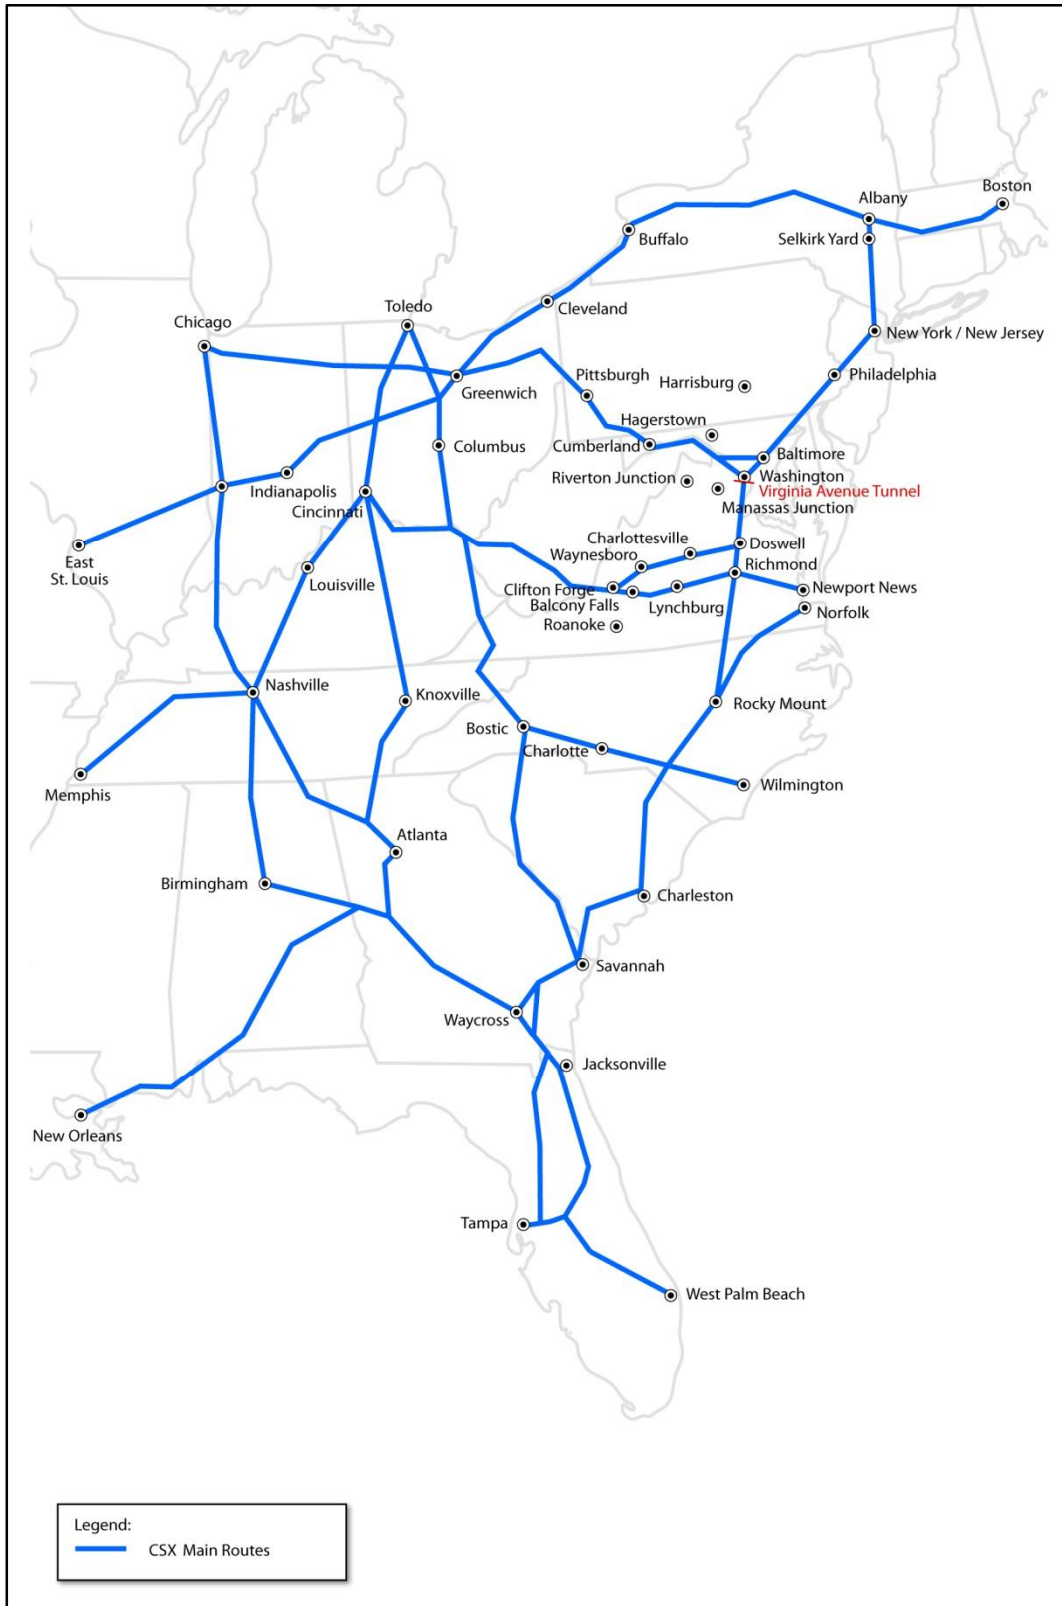 Boston
Albany
Buffalo
Selkirk Yard
Cleveland
Toledo
Chicago
New York / New Jersey
Pittsburgh
Harrisburg
Philadelphia
Greenwich
Hagerstown
Columbus
Cumberland
Baltimore
Washington
Riverton Junction
Virginia Avenue Tunnel
Indianapolis
Manassas Junction
Cincinnati
Charlottesville
Doswell
Waynesboro
East
St. Louis
Richmond
Louisville
Clifton Forge
Newport News
Balcony Falls
Lynchburg
Norfolk
Roanoke
Nashville
Knoxville
Rocky Mount
Bostic
Charlotte
Memphis
Wilmington
Atlanta
Birmingham
Charleston
Savannah
Waycross
Jacksonville
New Orleans
Tampa
West Palm Beach
Legend:
CSX Main Routes